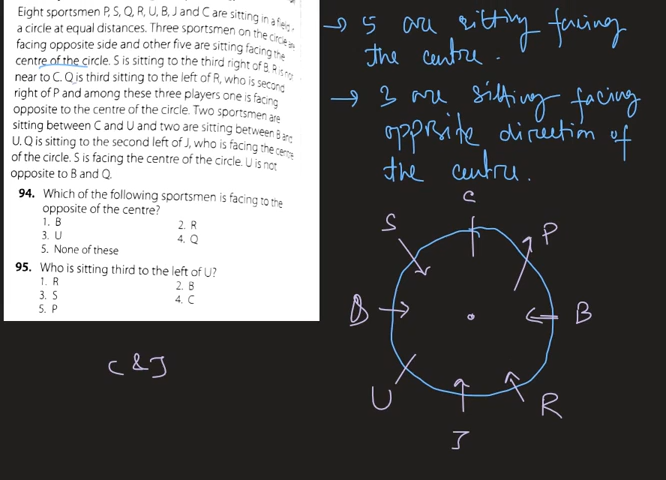 Eight sportsmen P, S, Q, R, U, B, J and C are sitting in a field
a circle at equal distances. Three sportsmen on the circle are
facing opposite side and other five are sitting facing the
centre of the circle. S is sitting to the third right of B. R is not
near to C. Q is third sitting to the left of R, who is second
right of P and among these three players one is facing
opposite to the centre of the circle. Two sportsmen are
sitting between C and U and two are sitting between B and
U. Q is sitting to the second left of J, who is facing the centre
of the circle. S is facing the centre of the circle. U is not
opposite to B and Q.
94. Which of the following sportsmen is facing to the
opposite of the centre?
1. B 2. R
3. U 4. Q
5. None of these
95. Who is sitting third to the left of U?
1. R 2. B
3. S 4. C
5. P
→ 5 are sitting facing
the centre.
→ 3 are sitting facing
opposite direction of
the centre.
C
S P
Q B
U R
J
C & J